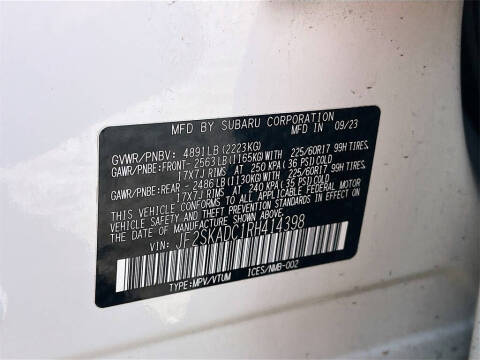 MFD BY SUBARU CORPORATION
GVWR/PNBV: 4891LB (2223KG) MFD IN 09/23
GAWR/PNBE:FRONT-2563LB(1165KG)WITH 225/60R17 99H TIRES.
17X7J RIMS AT 250 KPA (36 PSI) COLD
GAWR/PNBE:REAR -2486LB(1130KG)WITH 225/60R17 99H TIRES.
17X7J RIMS AT 240 KPA (35 PSI) COLD
THIS VEHICLE CONFORMS TO ALL APPLICABLE FEDERAL MOTOR
VEHICLE SAFETY, BUMPER, AND THEFT PREVENTION STANDARDS IN EFFECT
ON THE DATE OF MANUFACTURE SHOWN ABOVE.
VIN: JF2SKADC1RH414398
TYPE:MPV/VTUM ICES/NMB-002